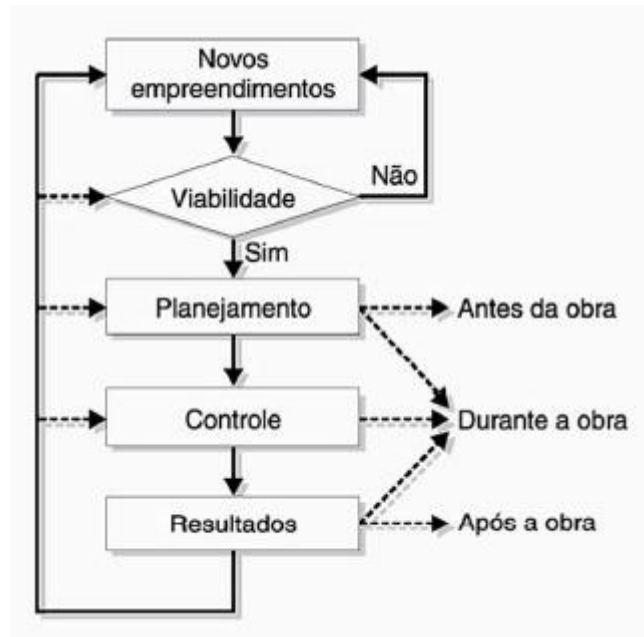 Novos
empreendimentos
Não
Viabilidade
Sim
Planejamento
Antes da obra
Controle
Durante a obra
Resultados
Após a obra